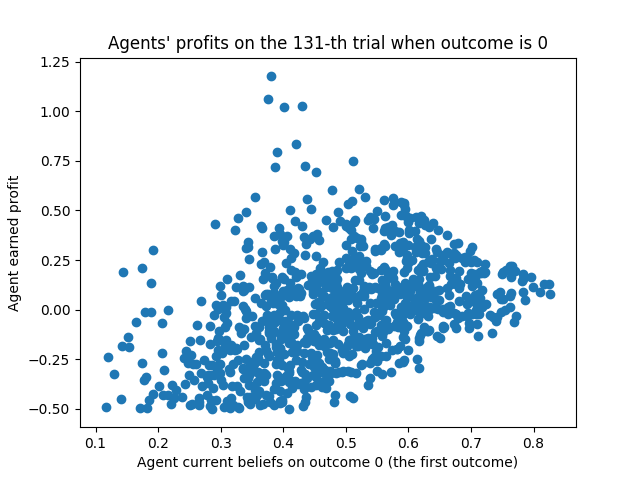 Agents' profits on the 131-th trial when outcome is 0
1.25
1.00
0.75
0.50
0.25
0.00
−0.25
−0.50
Agent earned profit
0.1 0.2 0.3 0.4 0.5 0.6 0.7 0.8
Agent current beliefs on outcome 0 (the first outcome)